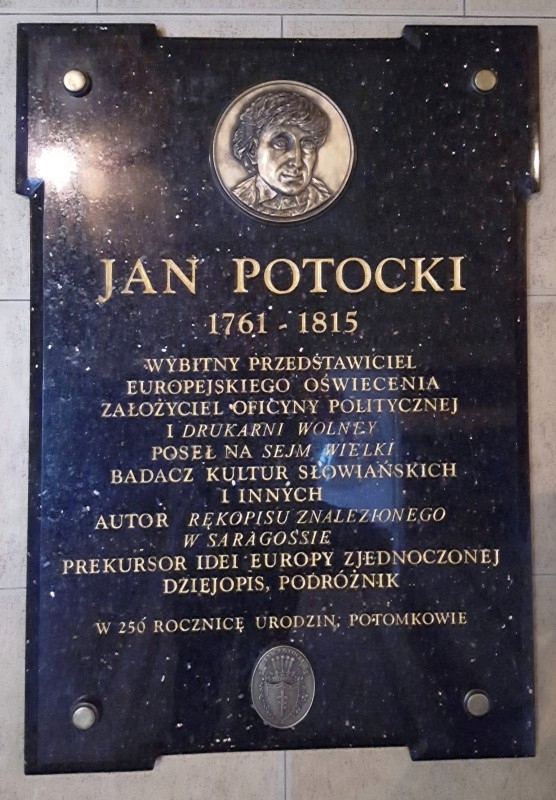 JAN POTOCKI
1761 - 1815
WYBITNY PRZEDSTAWICIEL
EUROPEJSKIEGO OŚWIECENIA
ZAŁOŻYCIEL OFICYNY POLITYCZNEJ
I DRUKARNI WOLNEY
POSEŁ NA SEJM WIELKI
BADACZ KULTUR SŁOWIAŃSKICH
I INNYCH
AUTOR RĘKOPISU ZNALEZIONEGO
W SARAGOSSIE
PREKURSOR IDEI EUROPY ZJEDNOCZONEJ
DZIEJOPIS, PODRÓŻNIK
W 250 ROCZNICĘ URODZIN, POTOMKOWIE